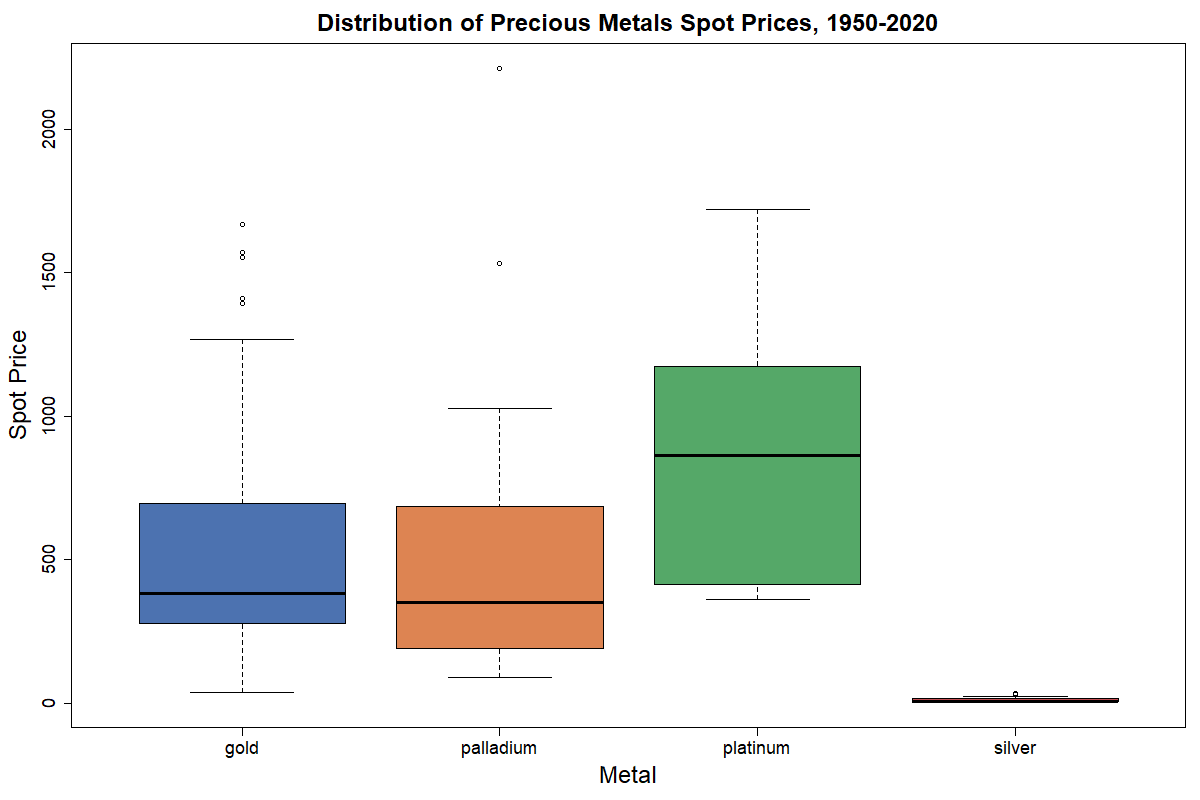 Distribution of Precious Metals Spot Prices, 1950-2020
Spot Price
2000
1500
1000
500
0
gold palladium platinum silver
Metal